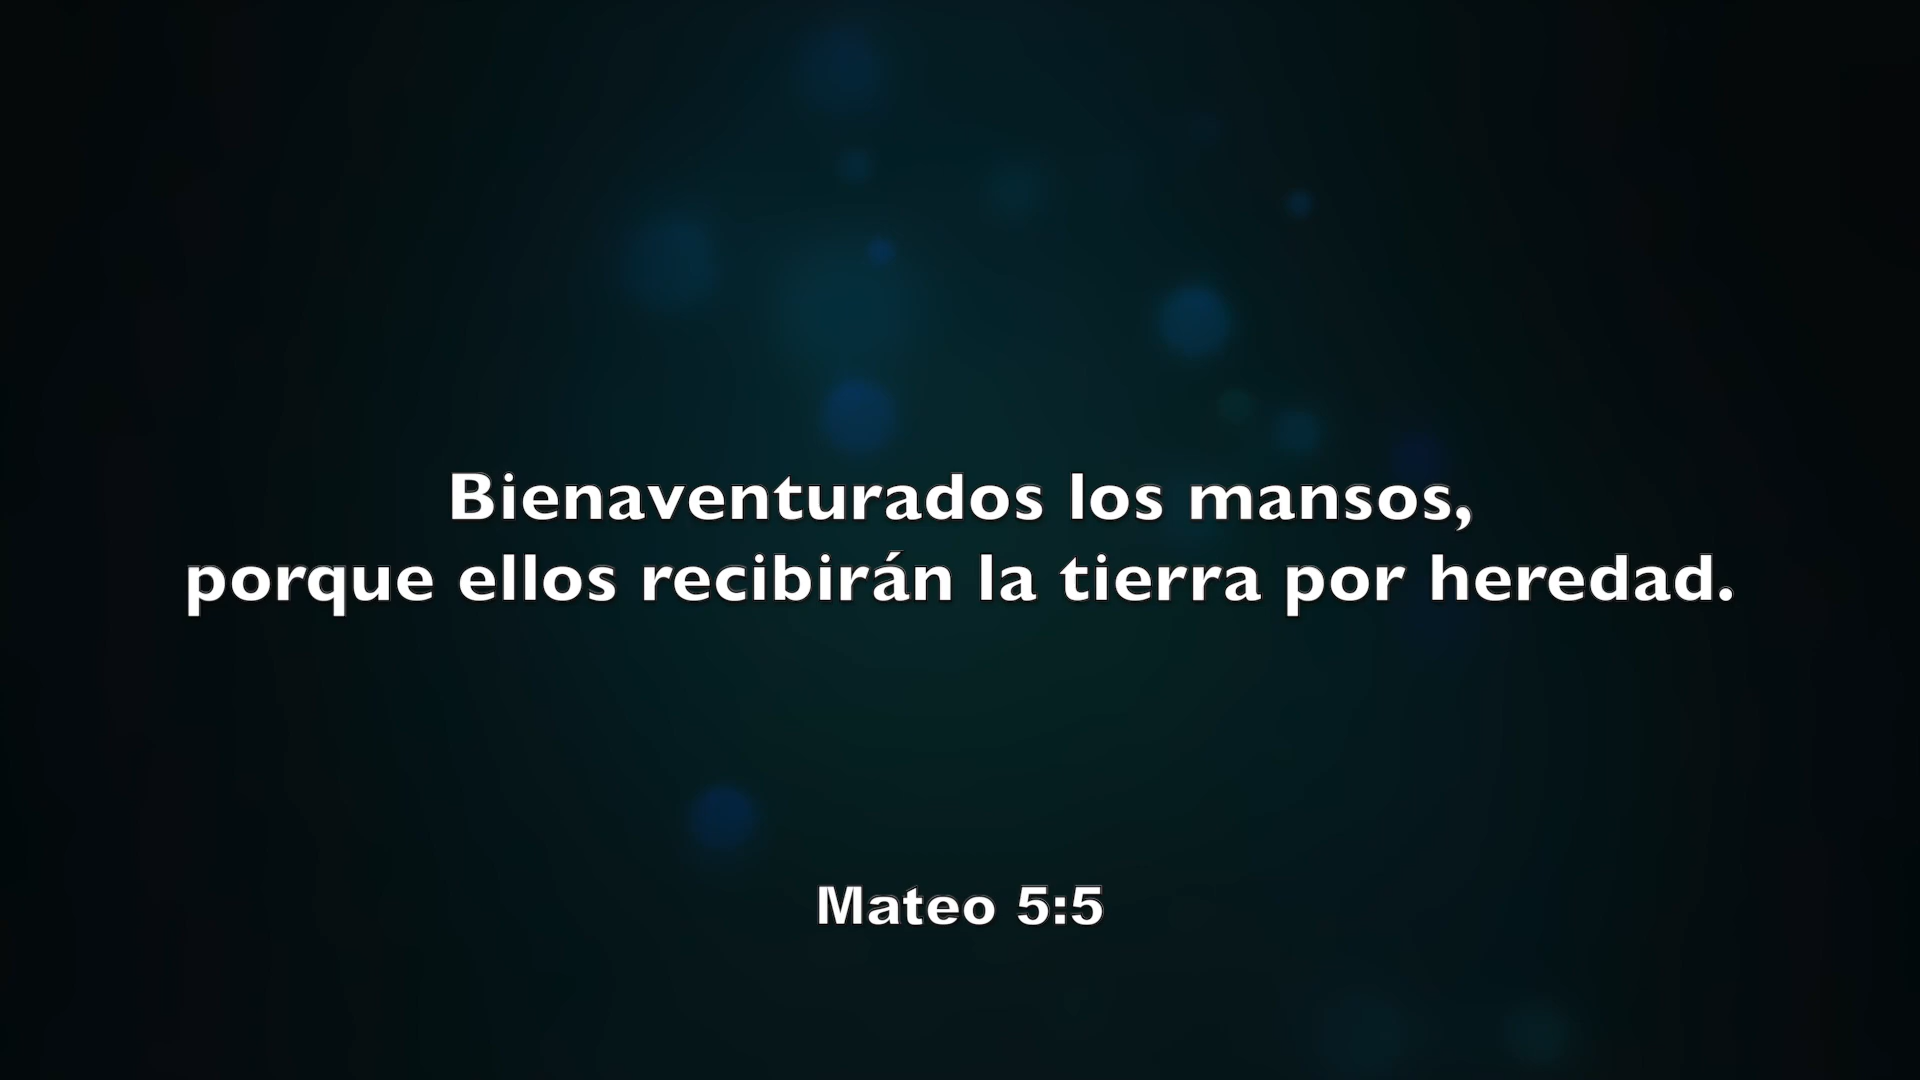 Bienaventurados los mansos,
porque ellos recibirán la tierra por heredad.
Mateo 5:5